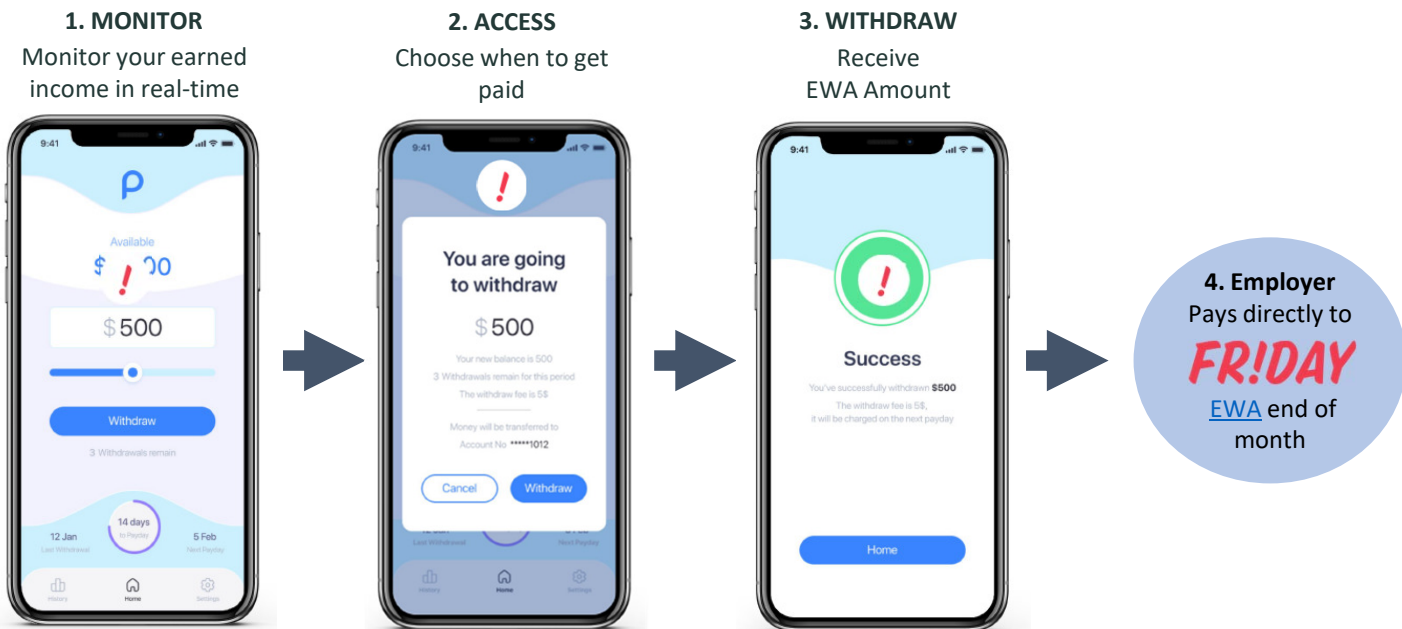 1. MONITOR
Monitor your earned
income in real-time
9:41
Available
$ 00
$ 500
Withdraw
3 Withdrawals remain
14 days
to Payday
12 Jan
Last Withdrawal
5 Feb
Next Payday
History
Home
Settings
2. ACCESS
Choose when to get
paid
9:41
!
You are going
to withdraw
$ 500
Your new balance is 500
3 Withdrawals remain for this period
The withdraw fee is 5$
Money will be transferred to
Account No *****1012
Cancel
Withdraw
Last Withdrawal
Next Payday
History
Home
Settings
3. WITHDRAW
Receive
EWA Amount
9:41
!
Success
You've successfully withdrawn $500
The withdraw fee is 5$,
it will be charged on the next payday
Home
4. Employer
Pays directly to
FR!DAY
EWA end of
month